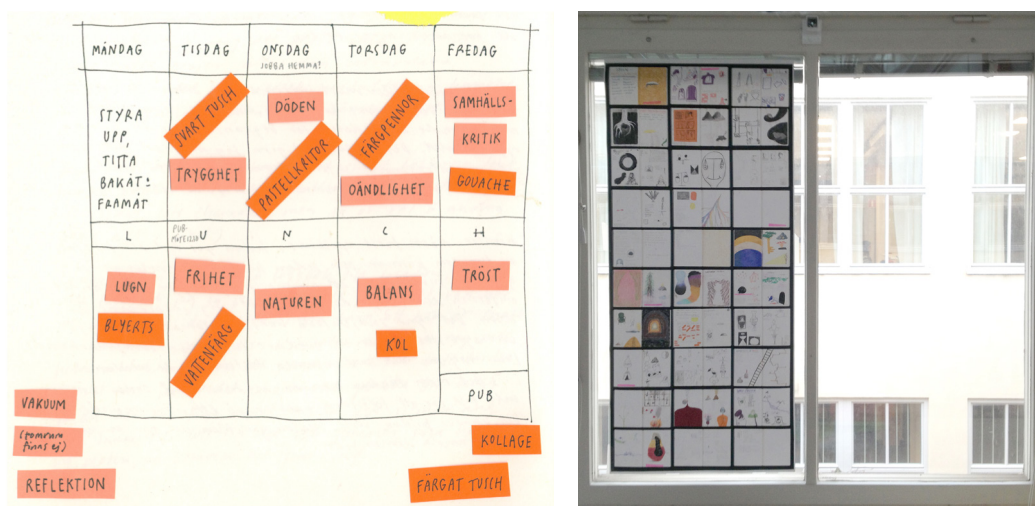 MÅNDAG
TISDAG
ONSDAG
JOBBA HEMMA!
TORSDAG
FREDAG
STYRA
UPP,
TITTA
BAKÅT &
FRAMÅT
SVART TUSCH
TRYGGHET
DÖDEN
PASTELLKRITOR
FÄRGPENNOR
OÄNDLIGHET
SAMHÄLLS-
KRITIK
GOUACHE
L
PUB-
U
N
C
H
LUGN
BLYERTS
FRIHET
VATTENFÄRG
NATUREN
BALANS
KOL
TRÖST
PUB
VAKUUM
(tomrum
finns ej)
REFLEKTION
KOLLAGE
FÄRGAT TUSCH